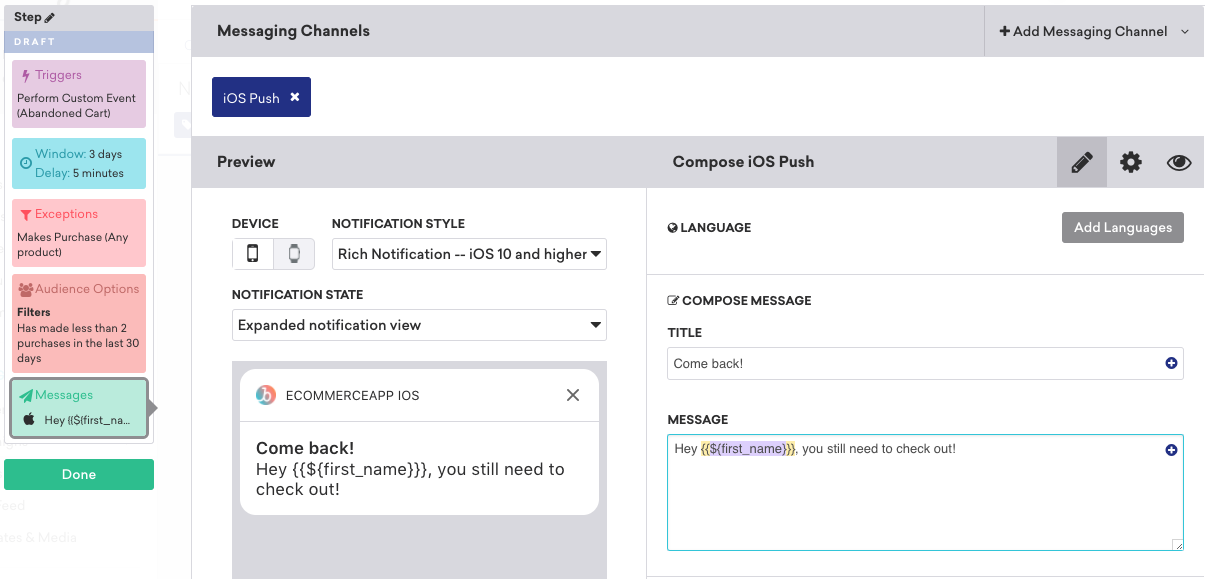 Step
DRAFT
Triggers
Perform Custom Event
(Abandoned Cart)
Window: 3 days
Delay: 5 minutes
Exceptions
Makes Purchase (Any
product)
Audience Options
Filters
Has made less than 2
purchases in the last 30
days
Messages
Hey {{${first_na...
Done
Messaging Channels
Add Messaging Channel
iOS Push
Preview
Compose iOS Push
DEVICE
NOTIFICATION STYLE
Rich Notification -- iOS 10 and higher
NOTIFICATION STATE
Expanded notification view
ECOMMERCEAPP IOS
Come back!
Hey {{${first_name}}}, you still need to
check out!
LANGUAGE
Add Languages
COMPOSE MESSAGE
TITLE
Come back!
MESSAGE
Hey {{${first_name}}}, you still need to check out!